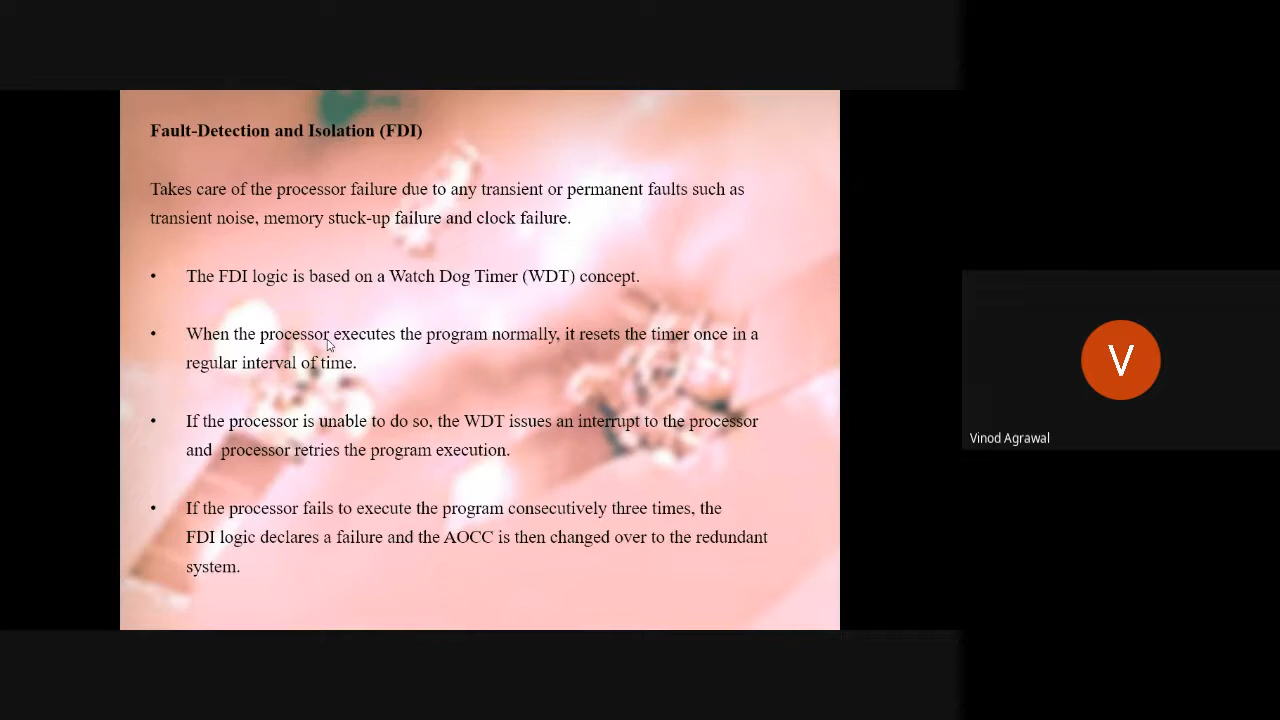 Fault-Detection and Isolation (FDI)
Takes care of the processor failure due to any transient or permanent faults such as
transient noise, memory stuck-up failure and clock failure.
• The FDI logic is based on a Watch Dog Timer (WDT) concept.
• When the processor executes the program normally, it resets the timer once in a
regular interval of time.
• If the processor is unable to do so, the WDT issues an interrupt to the processor
and processor retries the program execution.
• If the processor fails to execute the program consecutively three times, the
FDI logic declares a failure and the AOCC is then changed over to the redundant
system.
V
Vinod Agrawal